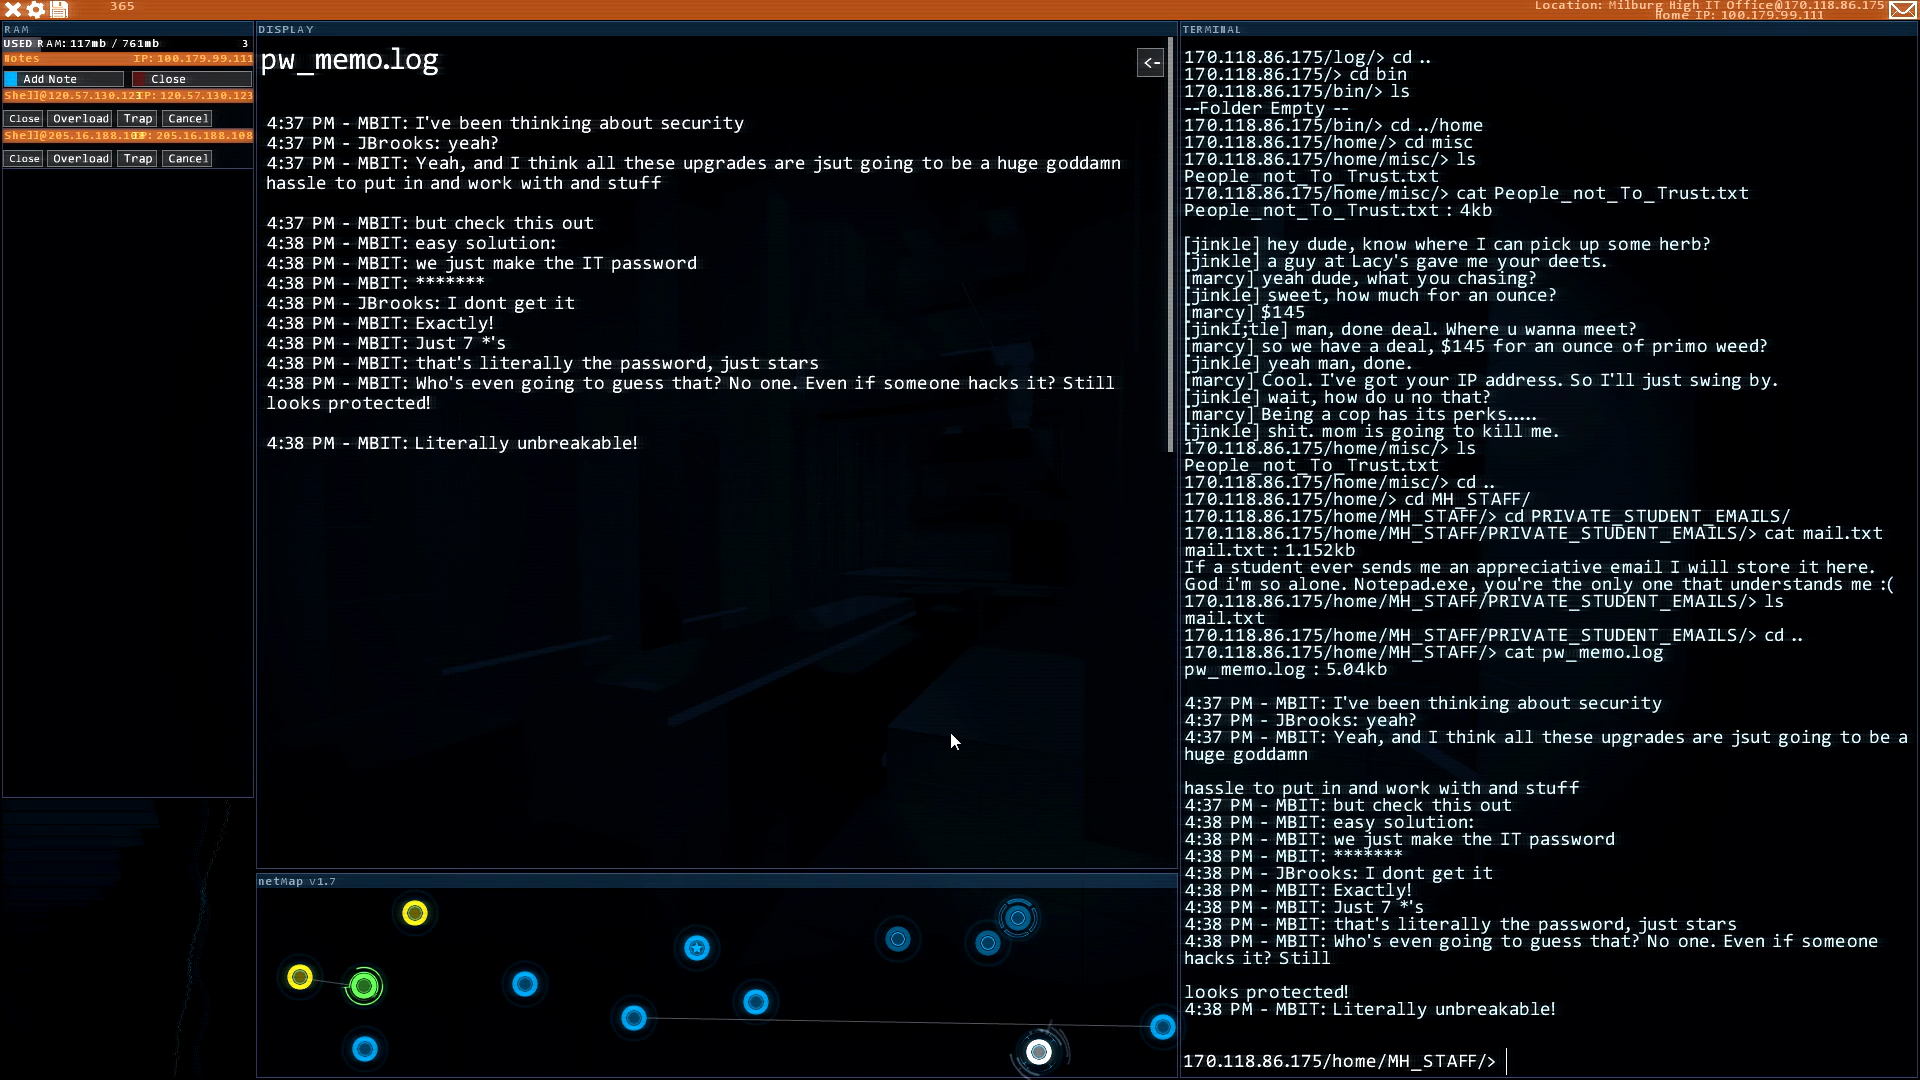 365
Location: Milburg High IT Office@170.118.86.175
Home IP: 100.179.99.111
RAM
USED RAM: 117mb / 761mb 3
Notes IP: 100.179.99.111
Add Note Close
Shell@120.57.130.123 IP: 120.57.130.123
Close Overload Trap Cancel
Shell@205.16.188.108 IP: 205.16.188.108
Close Overload Trap Cancel
DISPLAY
pw_memo.log
<-
4:37 PM - MBIT: I've been thinking about security
4:37 PM - JBrooks: yeah?
4:37 PM - MBIT: Yeah, and I think all these upgrades are jsut going to be a huge goddamn
hassle to put in and work with and stuff
4:37 PM - MBIT: but check this out
4:38 PM - MBIT: easy solution:
4:38 PM - MBIT: we just make the IT password
4:38 PM - MBIT: *******
4:38 PM - JBrooks: I dont get it
4:38 PM - MBIT: Exactly!
4:38 PM - MBIT: Just 7 *'s
4:38 PM - MBIT: that's literally the password, just stars
4:38 PM - MBIT: Who's even going to guess that? No one. Even if someone hacks it? Still
looks protected!
4:38 PM - MBIT: Literally unbreakable!
netMap v1.7
TERMINAL
170.118.86.175/log/> cd ..
170.118.86.175/> cd bin
170.118.86.175/bin/> ls
--Folder Empty --
170.118.86.175/bin/> cd ../home
170.118.86.175/home/> cd misc
170.118.86.175/home/misc/> ls
People_not_To_Trust.txt
170.118.86.175/home/misc/> cat People_not_To_Trust.txt
People_not_To_Trust.txt : 4kb
[jinkle] hey dude, know where I can pick up some herb?
[jinkle] a guy at Lacy's gave me your deets.
[marcy] yeah dude, what you chasing?
[jinkle] sweet, how much for an ounce?
[marcy] $145
[jinkI;tle] man, done deal. Where u wanna meet?
[marcy] so we have a deal, $145 for an ounce of primo weed?
[jinkle] yeah man, done.
[marcy] Cool. I've got your IP address. So I'll just swing by.
[jinkle] wait, how do u no that?
[marcy] Being a cop has its perks.....
[jinkle] shit. mom is going to kill me.
170.118.86.175/home/misc/> ls
People_not_To_Trust.txt
170.118.86.175/home/misc/> cd ..
170.118.86.175/home/> cd MH_STAFF/
170.118.86.175/home/MH_STAFF/> cd PRIVATE_STUDENT_EMAILS/
170.118.86.175/home/MH_STAFF/PRIVATE_STUDENT_EMAILS/> cat mail.txt
mail.txt : 1.152kb
If a student ever sends me an appreciative email I will store it here.
God i'm so alone. Notepad.exe, you're the only one that understands me :(
170.118.86.175/home/MH_STAFF/PRIVATE_STUDENT_EMAILS/> ls
mail.txt
170.118.86.175/home/MH_STAFF/PRIVATE_STUDENT_EMAILS/> cd ..
170.118.86.175/home/MH_STAFF/> cat pw_memo.log
pw_memo.log : 5.04kb
4:37 PM - MBIT: I've been thinking about security
4:37 PM - JBrooks: yeah?
4:37 PM - MBIT: Yeah, and I think all these upgrades are jsut going to be a
huge goddamn
hassle to put in and work with and stuff
4:37 PM - MBIT: but check this out
4:38 PM - MBIT: easy solution:
4:38 PM - MBIT: we just make the IT password
4:38 PM - MBIT: *******
4:38 PM - JBrooks: I dont get it
4:38 PM - MBIT: Exactly!
4:38 PM - MBIT: Just 7 *'s
4:38 PM - MBIT: that's literally the password, just stars
4:38 PM - MBIT: Who's even going to guess that? No one. Even if someone
hacks it? Still
looks protected!
4:38 PM - MBIT: Literally unbreakable!
170.118.86.175/home/MH_STAFF/>